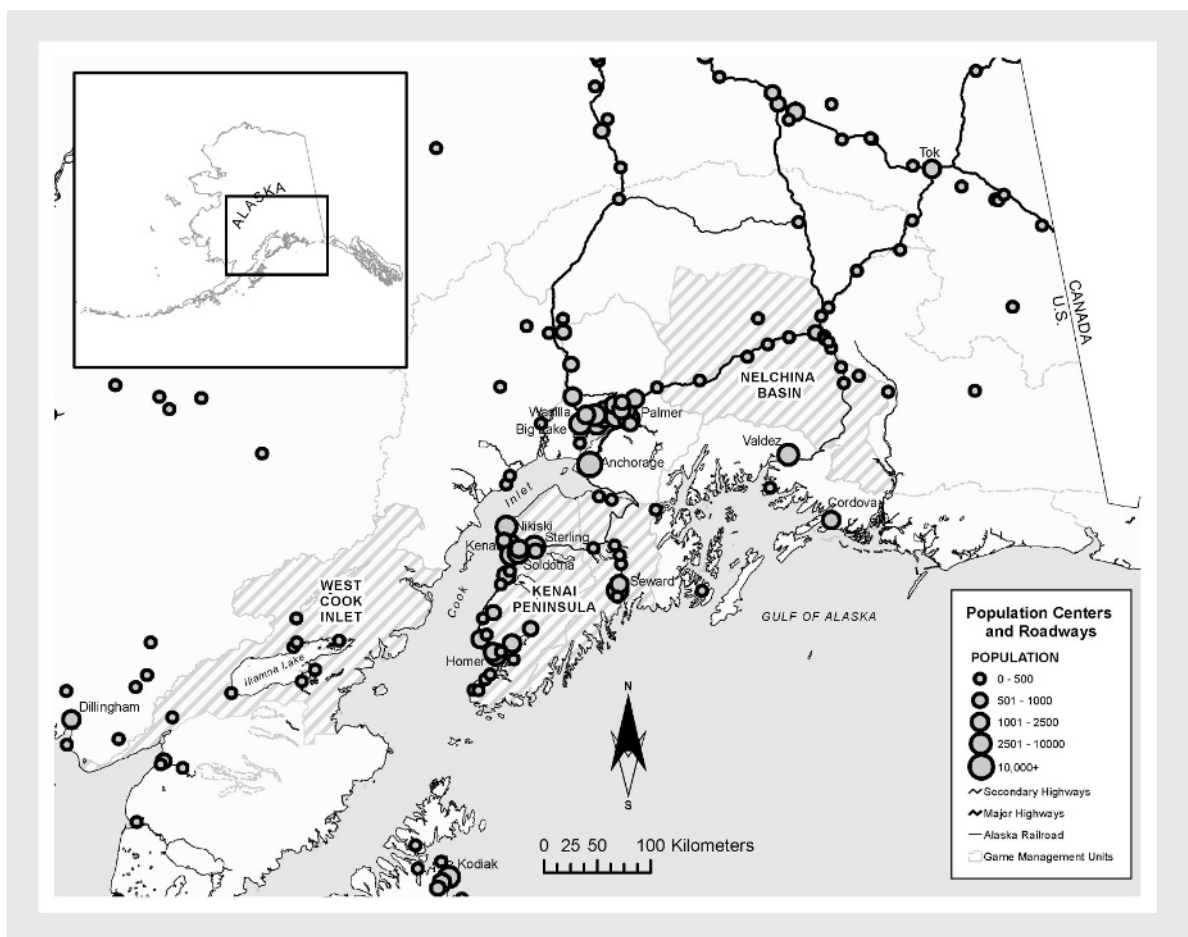 ALASKA
Tok
CANADA
U.S.
NELCHINA
BASIN
Wasilla
Palmer
Big Lake
Valdez
Anchorage
Cook Inlet
Cordova
Nikiski
Kenai
Sterling
Soldotna
WEST
COOK
INLET
KENAI
PENINSULA
Seward
GULF OF ALASKA
Iliamna Lake
Homer
Dillingham
Kodiak
N
S
0 25 50 100 Kilometers
Population Centers
and Roadways
POPULATION
0 - 500
501 - 1000
1001 - 2500
2501 - 10000
10,000+
Secondary Highways
Major Highways
Alaska Railroad
Game Management Units